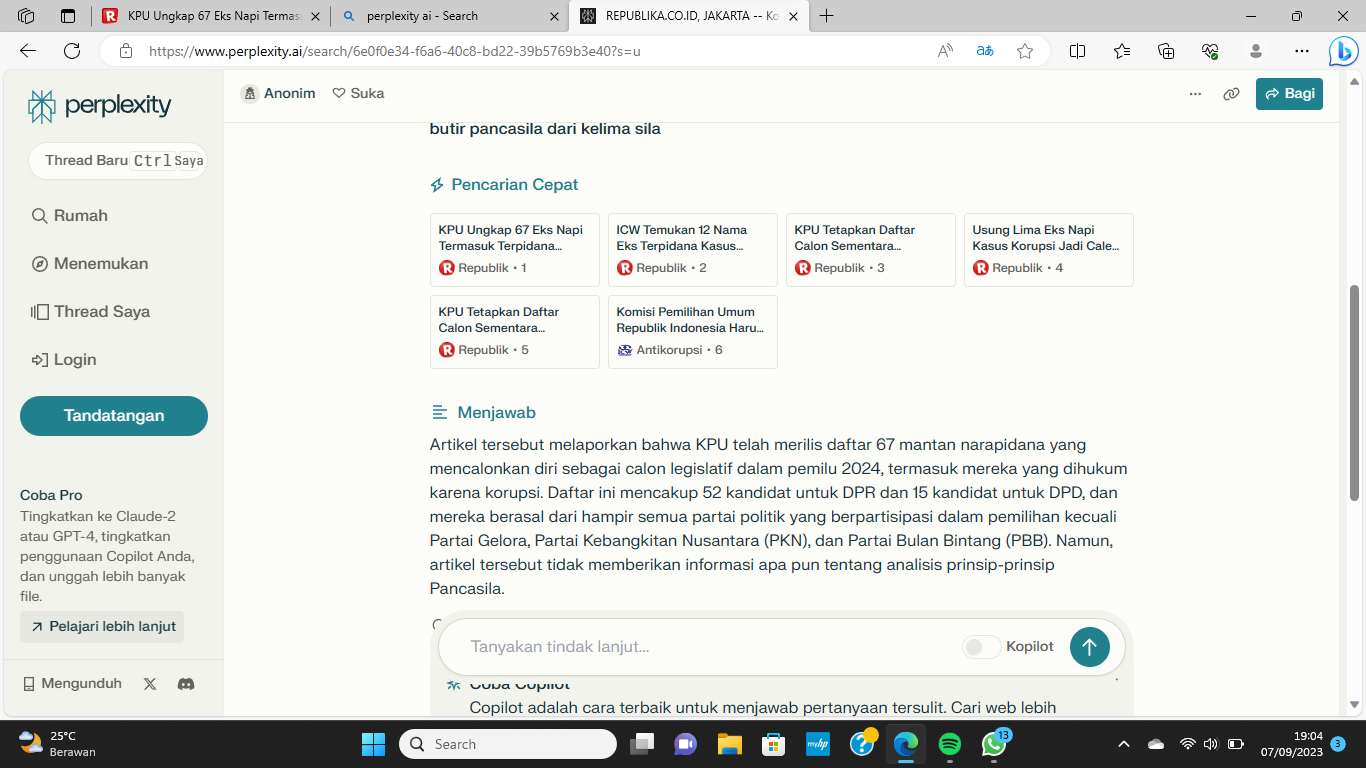 KPU Ungkap 67 Eks Napi Termas
perplexity ai - Search
REPUBLIKA.CO.ID, JAKARTA -- Ko
https://www.perplexity.ai/search/6e0f0e34-f6a6-40c8-bd22-39b5769b3e40?s=u
perplexity
Thread Baru Ctrl Saya
Rumah
Menemukan
Thread Saya
Login
Tandatangan
Coba Pro
Tingkatkan ke Claude-2
atau GPT-4, tingkatkan
penggunaan Copilot Anda,
dan unggah lebih banyak
file.
Pelajari lebih lanjut
Mengunduh
Anonim
Suka
Bagi
butir pancasila dari kelima sila
Pencarian Cepat
KPU Ungkap 67 Eks Napi
Termasuk Terpidana...
Republik • 1
ICW Temukan 12 Nama
Eks Terpidana Kasus...
Republik • 2
KPU Tetapkan Daftar
Calon Sementara...
Republik • 3
Usung Lima Eks Napi
Kasus Korupsi Jadi Cale...
Republik • 4
KPU Tetapkan Daftar
Calon Sementara...
Republik • 5
Komisi Pemilihan Umum
Republik Indonesia Haru...
Antikorupsi • 6
Menjawab
Artikel tersebut melaporkan bahwa KPU telah merilis daftar 67 mantan narapidana yang
mencalonkan diri sebagai calon legislatif dalam pemilu 2024, termasuk mereka yang dihukum
karena korupsi. Daftar ini mencakup 52 kandidat untuk DPR dan 15 kandidat untuk DPD, dan
mereka berasal dari hampir semua partai politik yang berpartisipasi dalam pemilihan kecuali
Partai Gelora, Partai Kebangkitan Nusantara (PKN), dan Partai Bulan Bintang (PBB). Namun,
artikel tersebut tidak memberikan informasi apa pun tentang analisis prinsip-prinsip
Pancasila.
Tanyakan tindak lanjut...
Kopilot
Coba Copilot
Copilot adalah cara terbaik untuk menjawab pertanyaan tersulit. Cari web lebih
25°C
Berawan
Search
myhp
13
19:04
07/09/2023
3